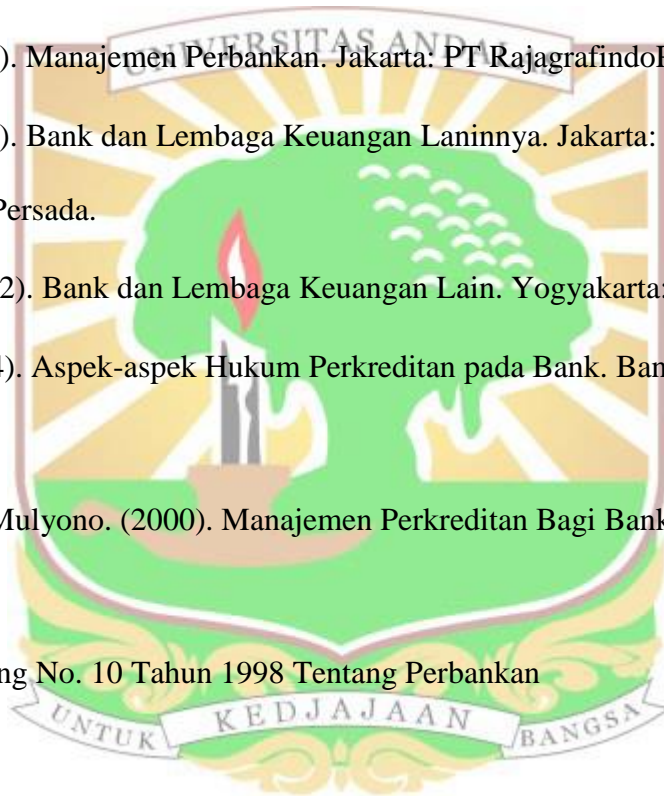 UNIVERSITAS ANDALAS
). Manajemen Perbankan. Jakarta: PT RajagrafindoP
). Bank dan Lembaga Keuangan Laninnya. Jakarta:
Persada.
2). Bank dan Lembaga Keuangan Lain. Yogyakarta:
4). Aspek-aspek Hukum Perkreditan pada Bank. Ban
Mulyono. (2000). Manajemen Perkreditan Bagi Bank
ng No. 10 Tahun 1998 Tentang Perbankan
UNTUK KEDJAJAAN BANGSA